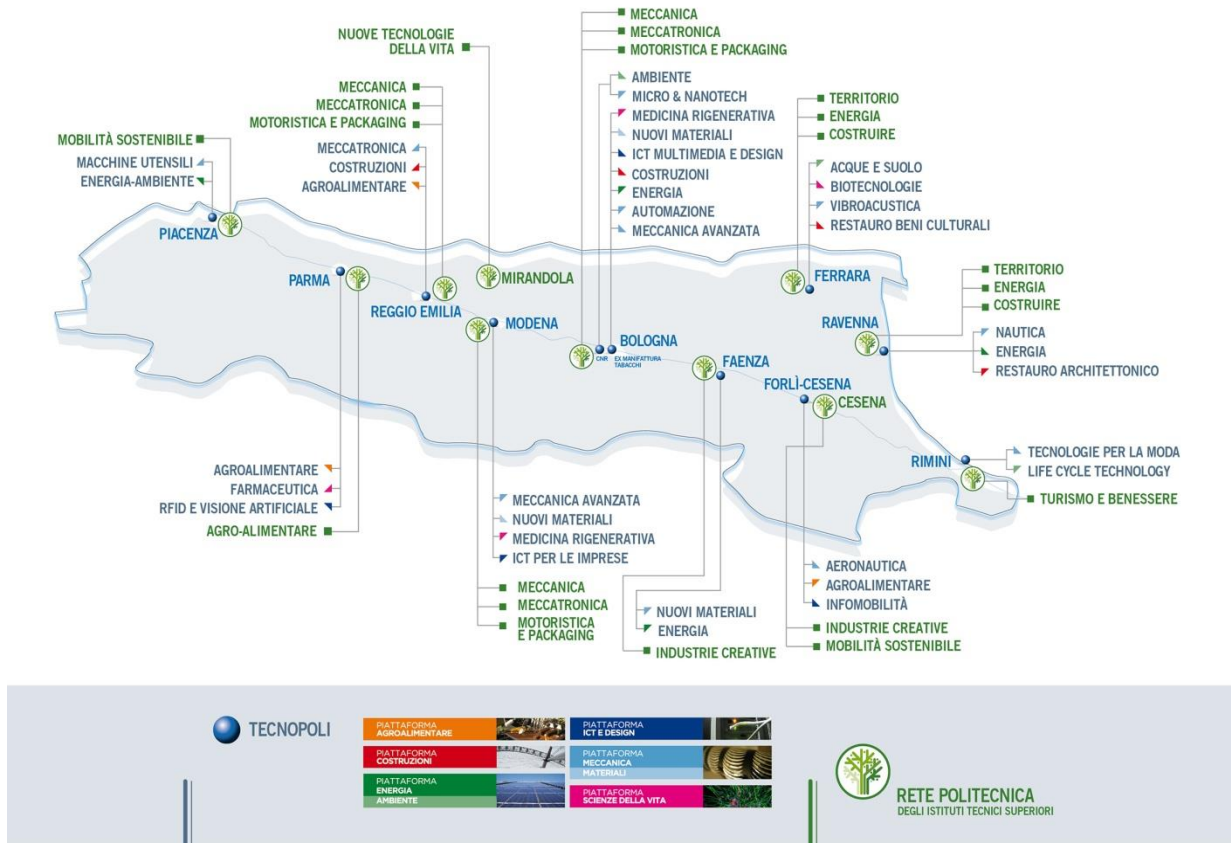 MECCANICA
MECCATRONICA
MOTORISTICA E PACKAGING
NUOVE TECNOLOGIE
DELLA VITA
AMBIENTE
MICRO & NANOTECH
MEDICINA RIGENERATIVA
NUOVI MATERIALI
ICT MULTIMEDIA E DESIGN
COSTRUZIONI
ENERGIA
AUTOMAZIONE
MECCANICA AVANZATA
MECCANICA
MECCATRONICA
MOTORISTICA E PACKAGING
MECCATRONICA
COSTRUZIONI
AGROALIMENTARE
MOBILITÀ SOSTENIBILE
MACCHINE UTENSILI
ENERGIA-AMBIENTE
TERRITORIO
ENERGIA
COSTRUIRE
ACQUE E SUOLO
BIOTECNOLOGIE
VIBROACUSTICA
RESTAURO BENI CULTURALI
PIACENZA
PARMA
REGGIO EMILIA
MIRANDOLA
MODENA
BOLOGNA
CNR
EX MANIFATTURA
TABACCHI
FERRARA
RAVENNA
FAENZA
FORLÌ-CESENA
CESENA
RIMINI
TERRITORIO
ENERGIA
COSTRUIRE
NAUTICA
ENERGIA
RESTAURO ARCHITETTONICO
TECNOLOGIE PER LA MODA
LIFE CYCLE TECHNOLOGY
TURISMO E BENESSERE
AGROALIMENTARE
FARMACEUTICA
RFID E VISIONE ARTIFICIALE
AGRO-ALIMENTARE
MECCANICA AVANZATA
NUOVI MATERIALI
MEDICINA RIGENERATIVA
ICT PER LE IMPRESE
MECCANICA
MECCATRONICA
MOTORISTICA
E PACKAGING
NUOVI MATERIALI
ENERGIA
INDUSTRIE CREATIVE
AERONAUTICA
AGROALIMENTARE
INFOMOBILITÀ
INDUSTRIE CREATIVE
MOBILITÀ SOSTENIBILE
TECNOPOLI
PIATTAFORMA
AGROALIMENTARE
PIATTAFORMA
COSTRUZIONI
PIATTAFORMA
ENERGIA
AMBIENTE
PIATTAFORMA
ICT E DESIGN
PIATTAFORMA
MECCANICA
MATERIALI
PIATTAFORMA
SCIENZE DELLA VITA
RETE POLITECNICA
DEGLI ISTITUTI TECNICI SUPERIORI